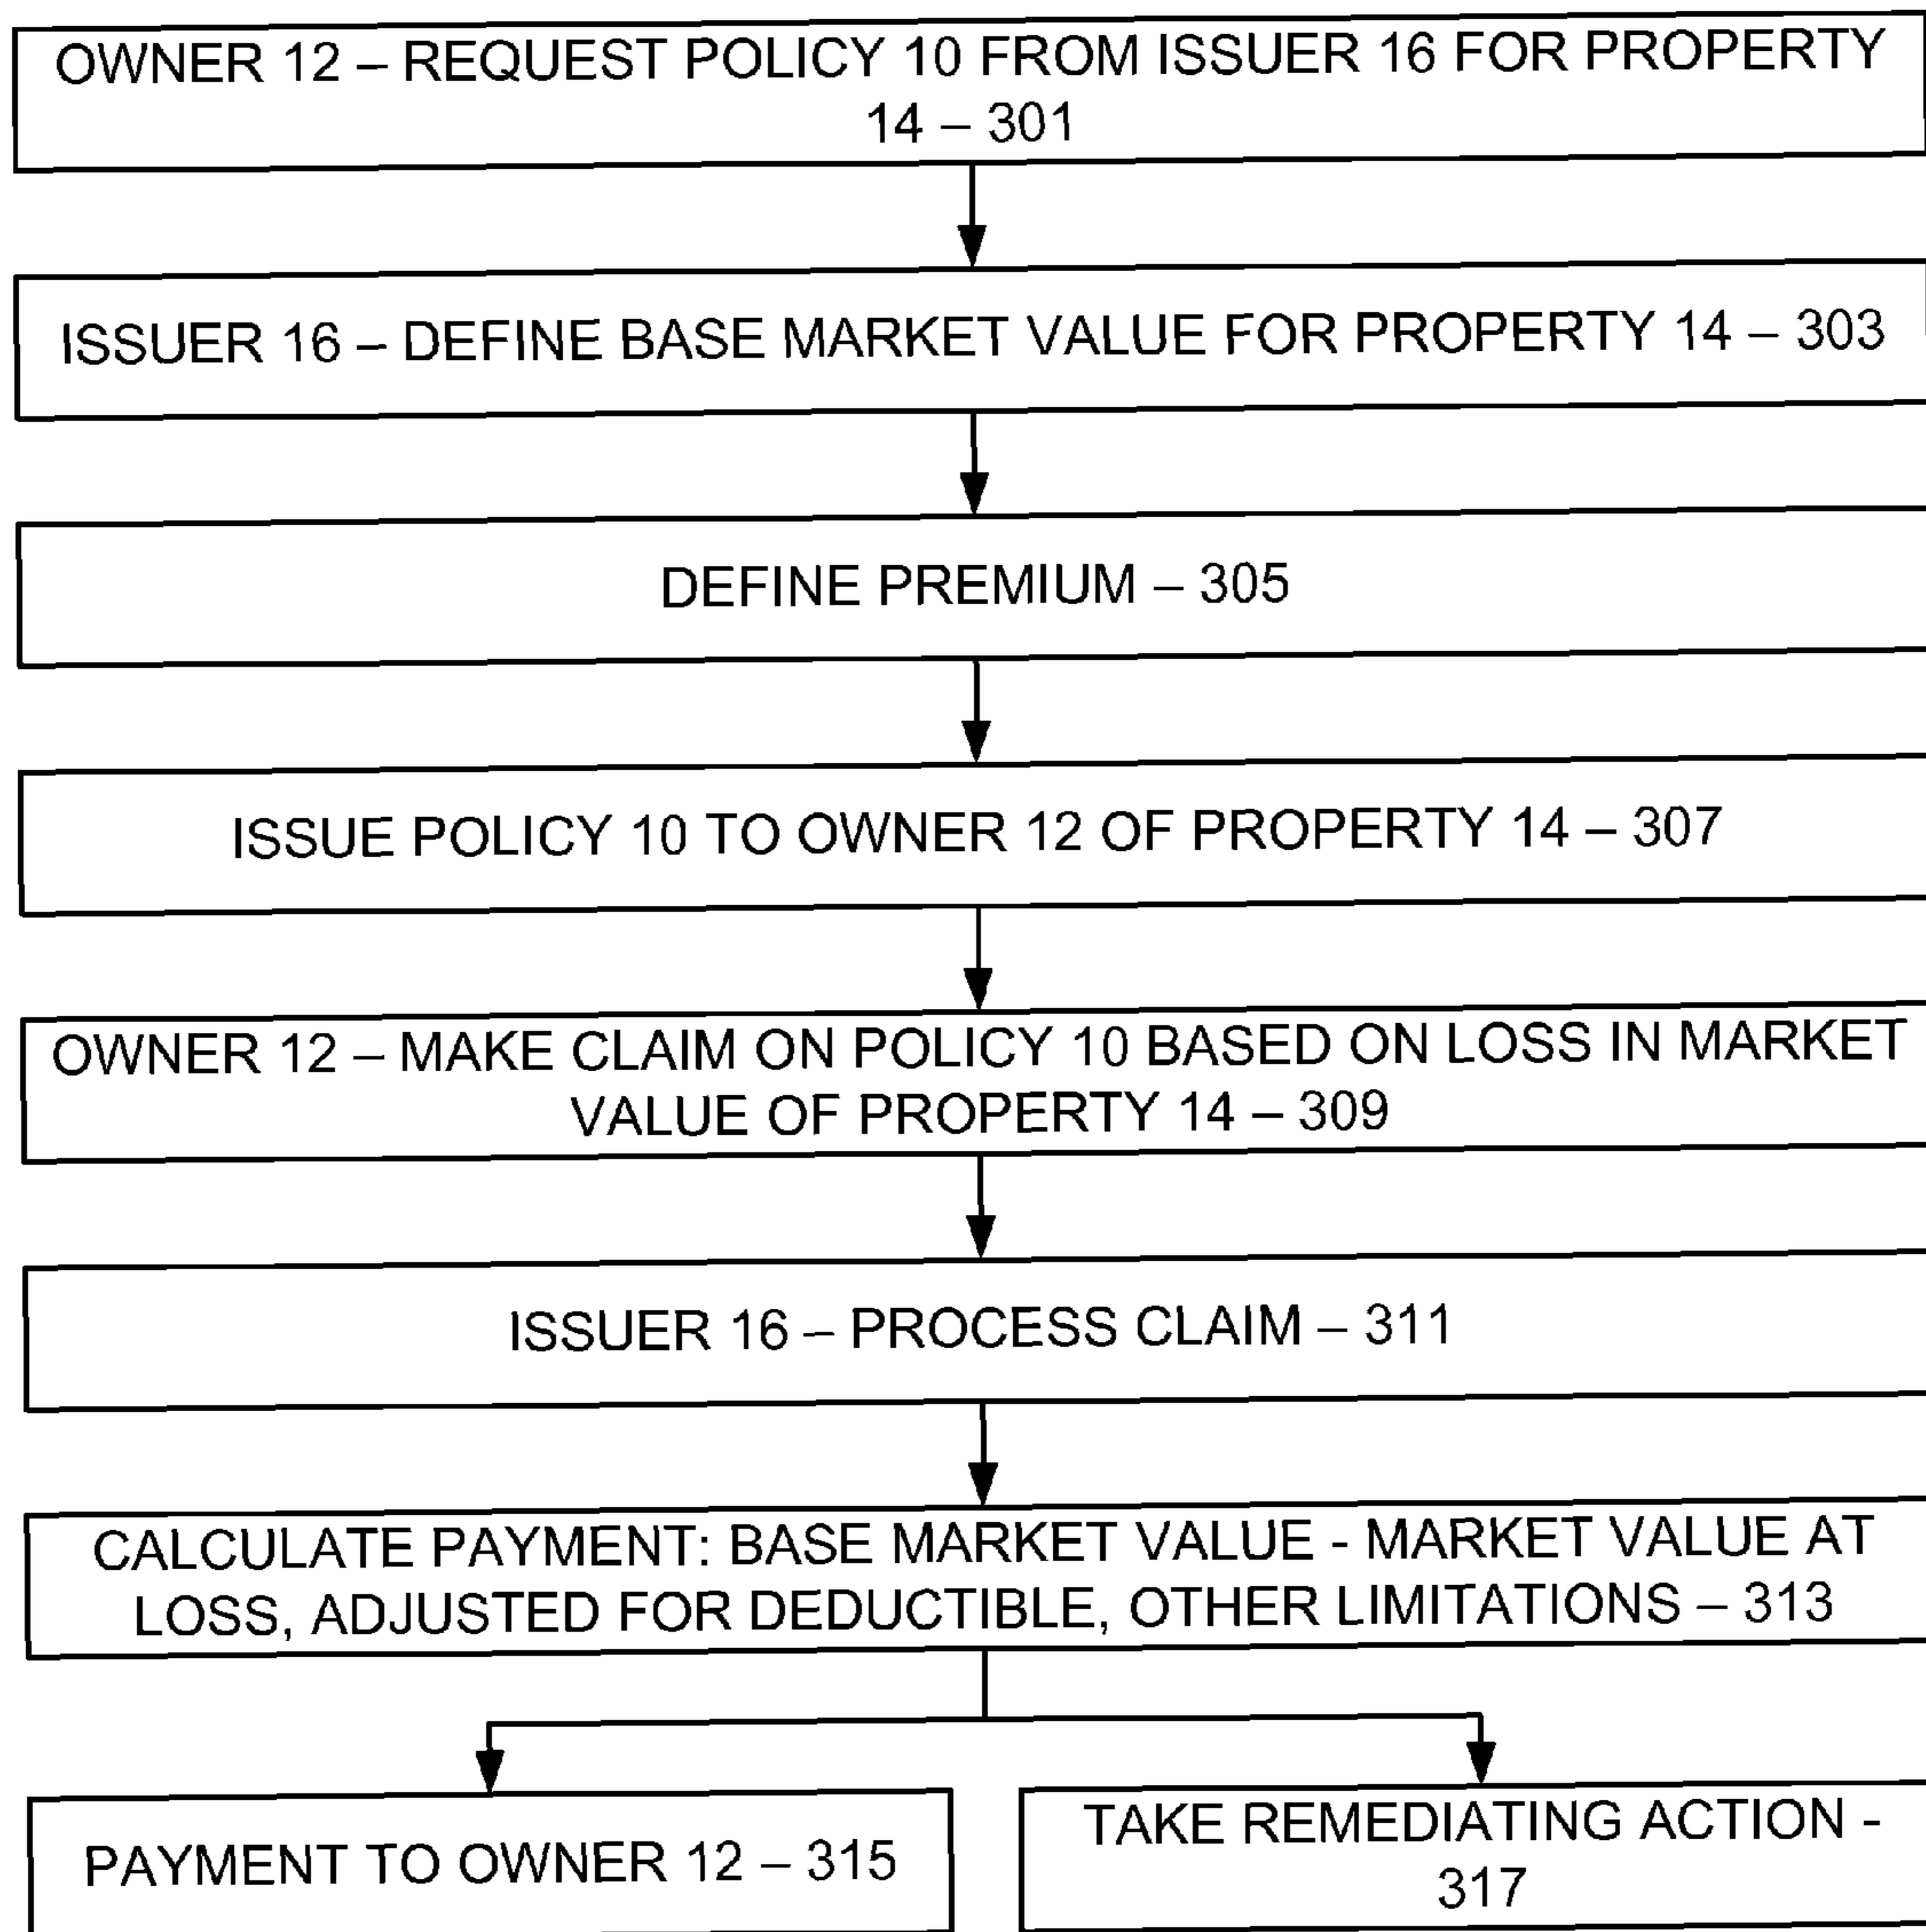 OWNER 12 – REQUEST POLICY 10 FROM ISSUER 16 FOR PROPERTY
14 – 301
ISSUER 16 – DEFINE BASE MARKET VALUE FOR PROPERTY 14 – 303
DEFINE PREMIUM – 305
ISSUE POLICY 10 TO OWNER 12 OF PROPERTY 14 – 307
OWNER 12 – MAKE CLAIM ON POLICY 10 BASED ON LOSS IN MARKET
VALUE OF PROPERTY 14 – 309
ISSUER 16 – PROCESS CLAIM – 311
CALCULATE PAYMENT: BASE MARKET VALUE - MARKET VALUE AT
LOSS, ADJUSTED FOR DEDUCTIBLE, OTHER LIMITATIONS – 313
PAYMENT TO OWNER 12 – 315
TAKE REMEDIATING ACTION -
317